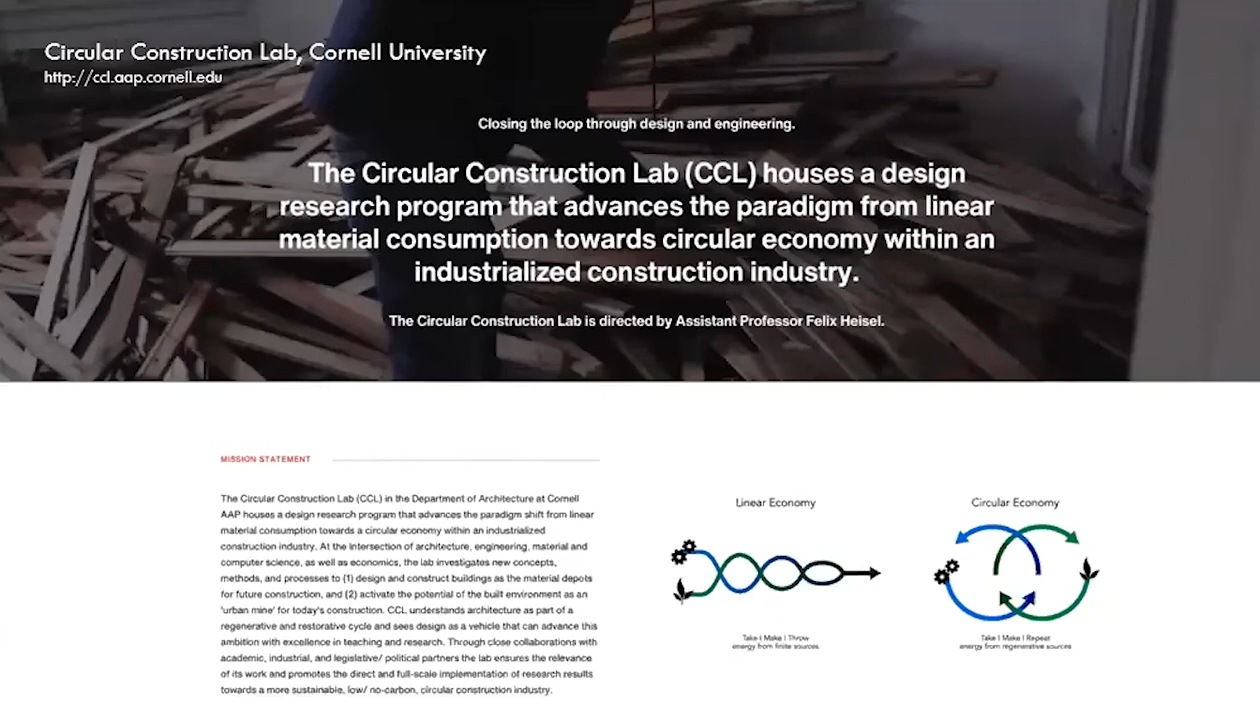 Circular Construction Lab, Cornell University
http://ccl.aap.cornell.edu
Closing the loop through design and engineering.
The Circular Construction Lab (CCL) houses a design
research program that advances the paradigm from linear
material consumption towards circular economy within an
industrialized construction industry.
The Circular Construction Lab is directed by Assistant Professor Felix Heisel.
MISSION STATEMENT
The Circular Construction Lab (CCL) in the Department of Architecture at Cornell
AAP houses a design research program that advances the paradigm shift from linear
material consumption towards a circular economy within an industrialized
construction industry. At the intersection of architecture, engineering, material and
computer science, as well as economics, the lab investigates new concepts,
methods, and processes to (1) design and construct buildings as the material depots
for future construction, and (2) activate the potential of the built environment as an
'urban mine' for today's construction. CCL understands architecture as part of a
regenerative and restorative cycle and sees design as a vehicle that can advance this
ambition with excellence in teaching and research. Through close collaborations with
academic, industrial, and legislative/ political partners the lab ensures the relevance
of its work and promotes the direct and full-scale implementation of research results
towards a more sustainable, low/ no-carbon, circular construction industry.
Linear Economy
Take | Make | Throw
energy from finite sources
Circular Economy
Take | Make | Repeat
energy from regenerative sources